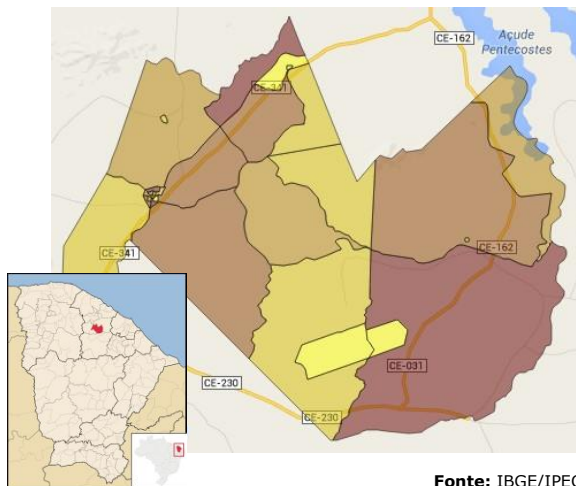 Açude
Pentecostes
CE-162
CE-341
CE-162
CE-341
CE-031
CE-230
CE-230
Fonte: IBGE/IPEC